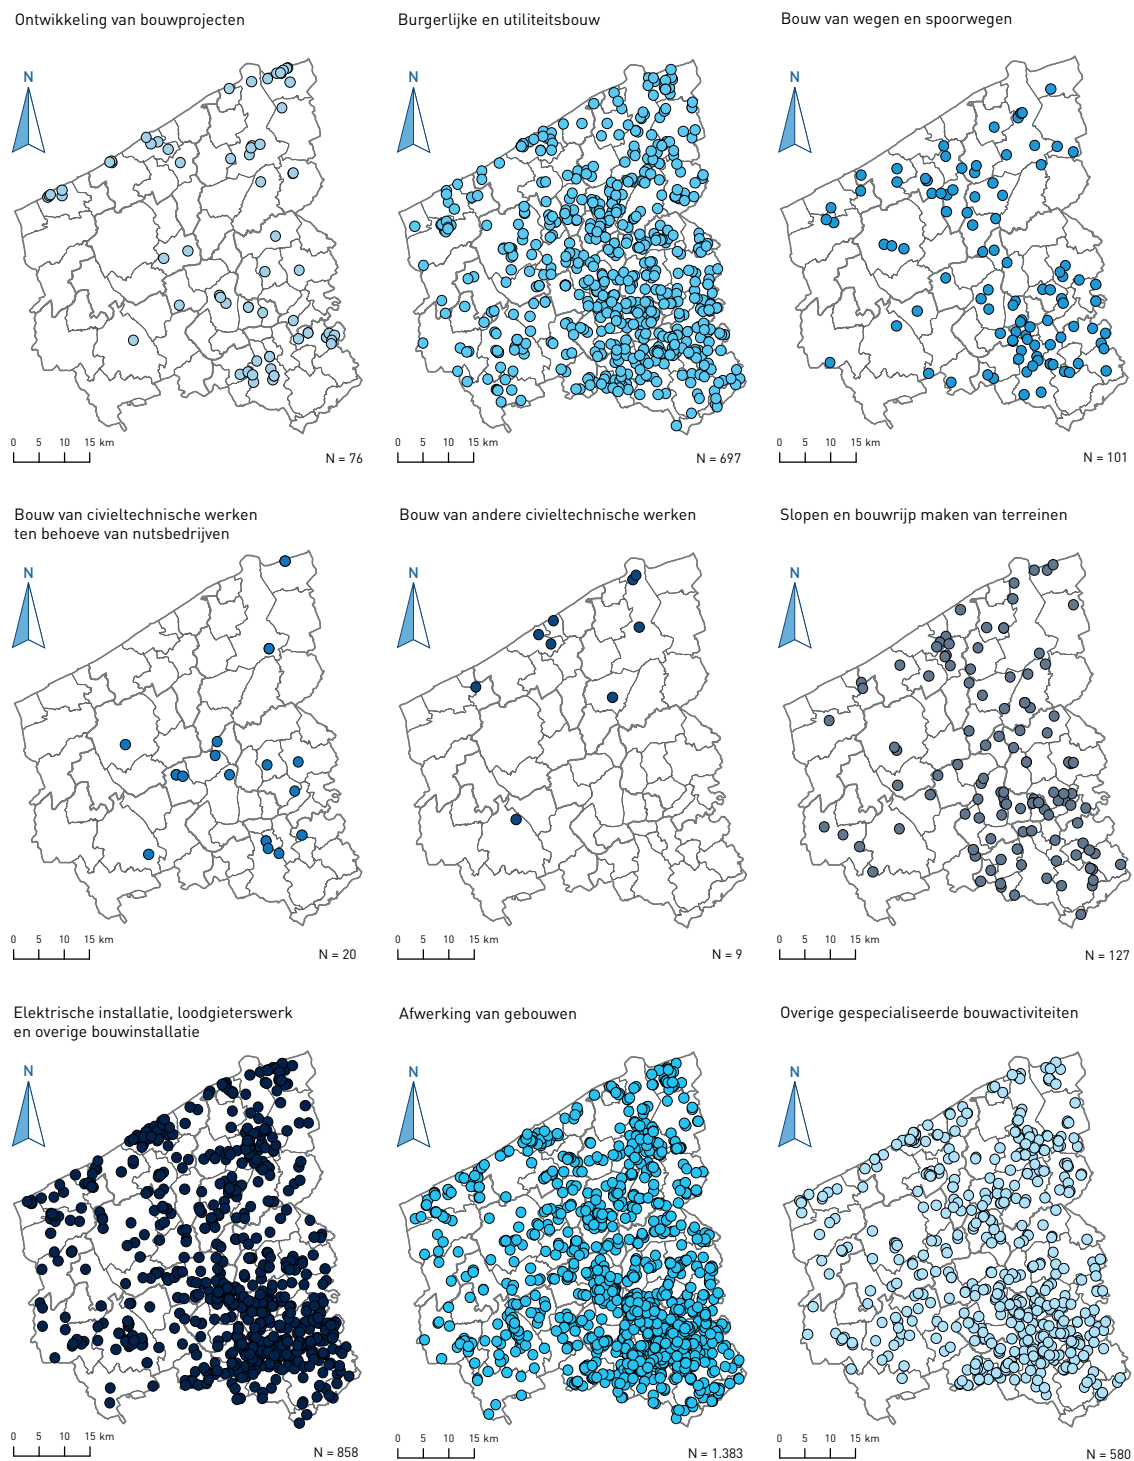 Ontwikkeling van bouwprojecten
N
0 5 10 15 km
N = 76
Burgerlijke en utiliteitsbouw
N
0 5 10 15 km
N = 697
Bouw van wegen en spoorwegen
N
0 5 10 15 km
N = 101
Bouw van civieltechnische werken
ten behoeve van nutsbedrijven
N
0 5 10 15 km
N = 20
Bouw van andere civieltechnische werken
N
0 5 10 15 km
N = 9
Slopen en bouwrijp maken van terreinen
N
0 5 10 15 km
N = 127
Elektrische installatie, loodgieterswerk
en overige bouwinstallatie
N
0 5 10 15 km
N = 858
Afwerking van gebouwen
N
0 5 10 15 km
N = 1.383
Overige gespecialiseerde bouwactiviteiten
N
0 5 10 15 km
N = 580